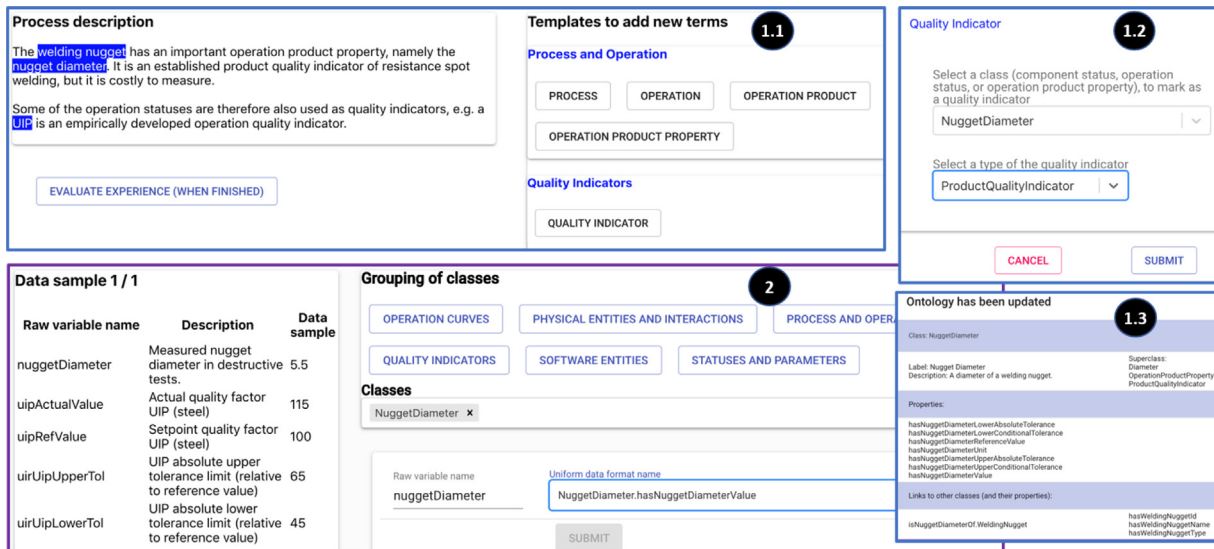 Process description
The welding nugget has an important operation product property, namely the
nugget diameter. It is an established product quality indicator of resistance spot
welding, but it is costly to measure.
Some of the operation statuses are therefore also used as quality indicators, e.g. a
UIP is an empirically developed operation quality indicator.
EVALUATE EXPERIENCE (WHEN FINISHED)
Templates to add new terms
1.1
Process and Operation
PROCESS
OPERATION
OPERATION PRODUCT
OPERATION PRODUCT PROPERTY
Quality Indicators
QUALITY INDICATOR
Quality Indicator
1.2
Select a class (component status, operation
status, or operation product property), to mark as
a quality indicator
NuggetDiameter
Select a type of the quality indicator
ProductQualityIndicator
CANCEL
SUBMIT
Data sample 1 / 1
Raw variable name Description Data
sample
nuggetDiameter Measured nugget
diameter in destructive 5.5
tests.
uipActualValue Actual quality factor 115
UIP (steel)
uipRefValue Setpoint quality factor 100
UIP (steel)
uirUipUpperTol UIP absolute upper
tolerance limit (relative 65
to reference value)
uirUipLowerTol UIP absolute lower
tolerance limit (relative 45
to reference value)
Grouping of classes
2
OPERATION CURVES
PHYSICAL ENTITIES AND INTERACTIONS
PROCESS AND OPERA
QUALITY INDICATORS
SOFTWARE ENTITIES
STATUSES AND PARAMETERS
Classes
NuggetDiameter ×
Raw variable name
nuggetDiameter
Uniform data format name
NuggetDiameter.hasNuggetDiameterValue
SUBMIT
Ontology has been updated
1.3
Class: NuggetDiameter
Label: Nugget Diameter
Description: A diameter of a welding nugget.
Superclass:
Diameter
OperationProductProperty
ProductQualityIndicator
Properties:
hasNuggetDiameterLowerAbsoluteTolerance
hasNuggetDiameterLowerConditionalTolerance
hasNuggetDiameterReferenceValue
hasNuggetDiameterUnit
hasNuggetDiameterUpperAbsoluteTolerance
hasNuggetDiameterUpperConditionalTolerance
hasNuggetDiameterValue
Links to other classes (and their properties):
isNuggetDiameterOf.WeldingNugget
hasWeldingNuggetId
hasWeldingNuggetName
hasWeldingNuggetType